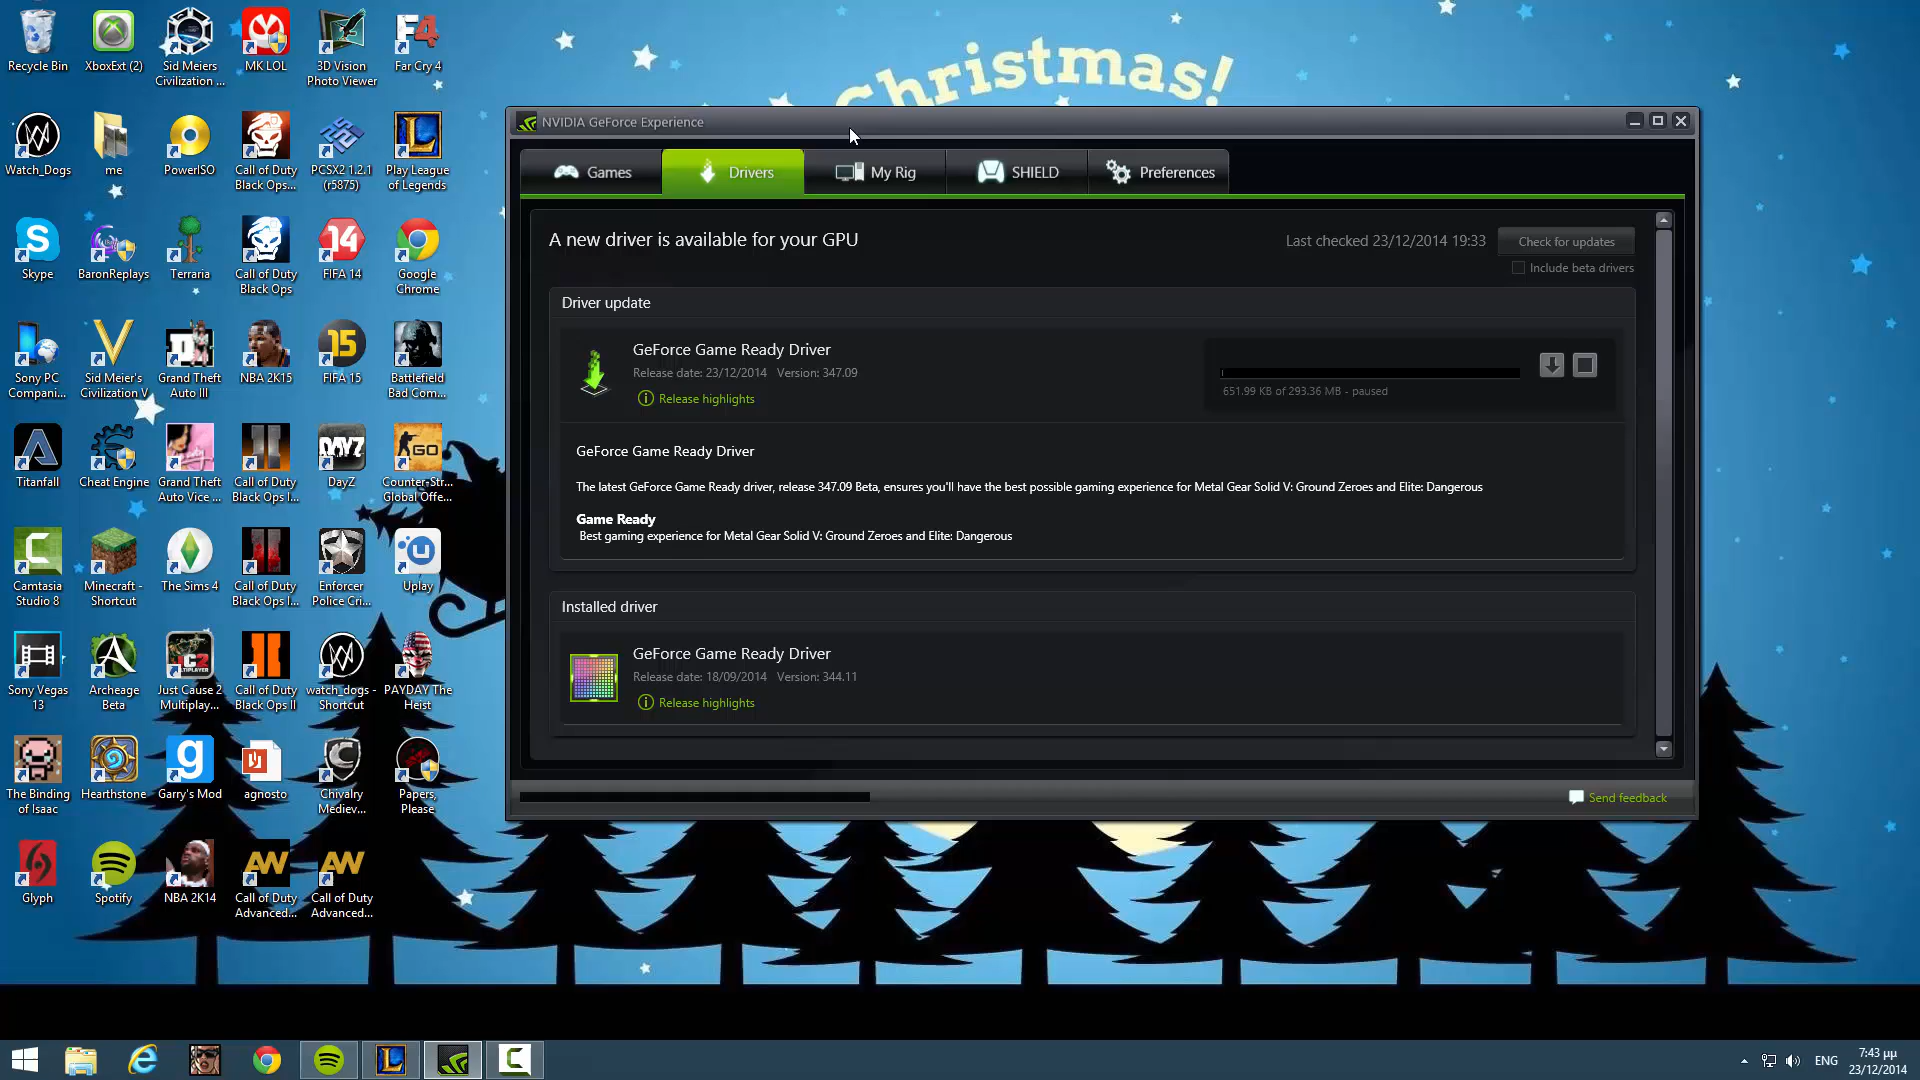 Christmas!
Recycle Bin
XboxExt (2)
Sid Meiers
Civilization ...
MK LOL
3D Vision
Photo Viewer
Far Cry 4
Watch_Dogs
me
PowerISO
Call of Duty
Black Ops...
PCSX2 1.2.1
(r5875)
Play League
of Legends
Skype
BaronReplays
Terraria
Call of Duty
Black Ops
FIFA 14
Google
Chrome
Sony PC
Compani...
Sid Meier's
Civilization V
Grand Theft
Auto III
NBA 2K15
FIFA 15
Battlefield
Bad Com...
Titanfall
Cheat Engine
Grand Theft
Auto Vice ...
Call of Duty
Black Ops I...
DayZ
Counter-Str...
Global Offe...
Camtasia
Studio 8
Minecraft -
Shortcut
The Sims 4
Call of Duty
Black Ops I...
Enforcer
Police Cri...
Uplay
Sony Vegas
13
Archeage
Beta
Just Cause 2
Multiplay...
Call of Duty
Black Ops II
watch_dogs -
Shortcut
PAYDAY The
Heist
The Binding
of Isaac
Hearthstone
Garry's Mod
agnosto
Chivalry
Mediev...
Papers,
Please
Glyph
Spotify
NBA 2K14
Call of Duty
Advanced...
Call of Duty
Advanced...
NVIDIA GeForce Experience
Games
Drivers
My Rig
SHIELD
Preferences
A new driver is available for your GPU
Last checked 23/12/2014 19:33
Check for updates
Include beta drivers
Driver update
GeForce Game Ready Driver
Release date: 23/12/2014 Version: 347.09
Release highlights
651.99 KB of 293.36 MB - paused
GeForce Game Ready Driver
The latest GeForce Game Ready driver, release 347.09 Beta, ensures you'll have the best possible gaming experience for Metal Gear Solid V: Ground Zeroes and Elite: Dangerous
Game Ready
Best gaming experience for Metal Gear Solid V: Ground Zeroes and Elite: Dangerous
Installed driver
GeForce Game Ready Driver
Release date: 18/09/2014 Version: 344.11
Release highlights
Send feedback
ENG
7:43 μμ
23/12/2014